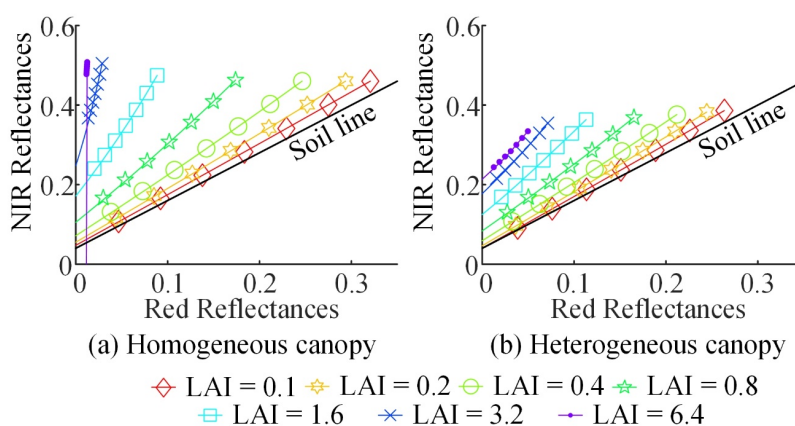 0.6
0.4
0.2
0
NIR Reflectances
Soil line
0 0.1 0.2 0.3
Red Reflectances
(a) Homogeneous canopy
0.6
0.4
0.2
0
NIR Reflectances
Soil line
0 0.1 0.2 0.3
Red Reflectances
(b) Heterogeneous canopy
LAI = 0.1 LAI = 0.2 LAI = 0.4 LAI = 0.8
LAI = 1.6 LAI = 3.2 LAI = 6.4